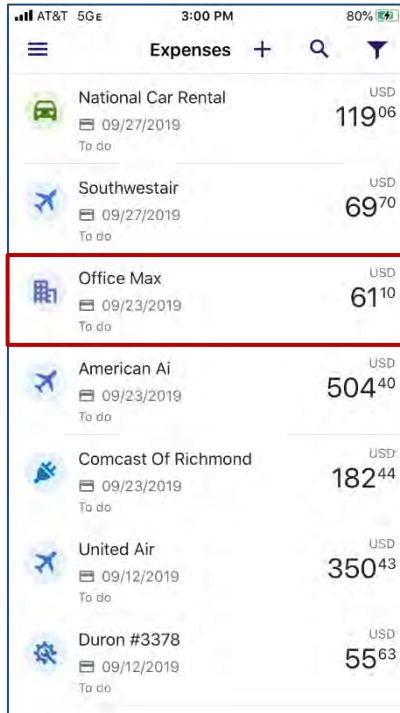 AT&T 5GE 3:00 PM 80%
Expenses
National Car Rental
USD
119 06
09/27/2019
To do
Southwestair
USD
69 70
09/27/2019
To do
Office Max
USD
61 10
09/23/2019
To do
American Ai
USD
504 40
09/23/2019
To do
Comcast Of Richmond
USD
182 44
09/23/2019
To do
United Air
USD
350 43
09/12/2019
To do
Duron #3378
USD
55 63
09/12/2019
To do